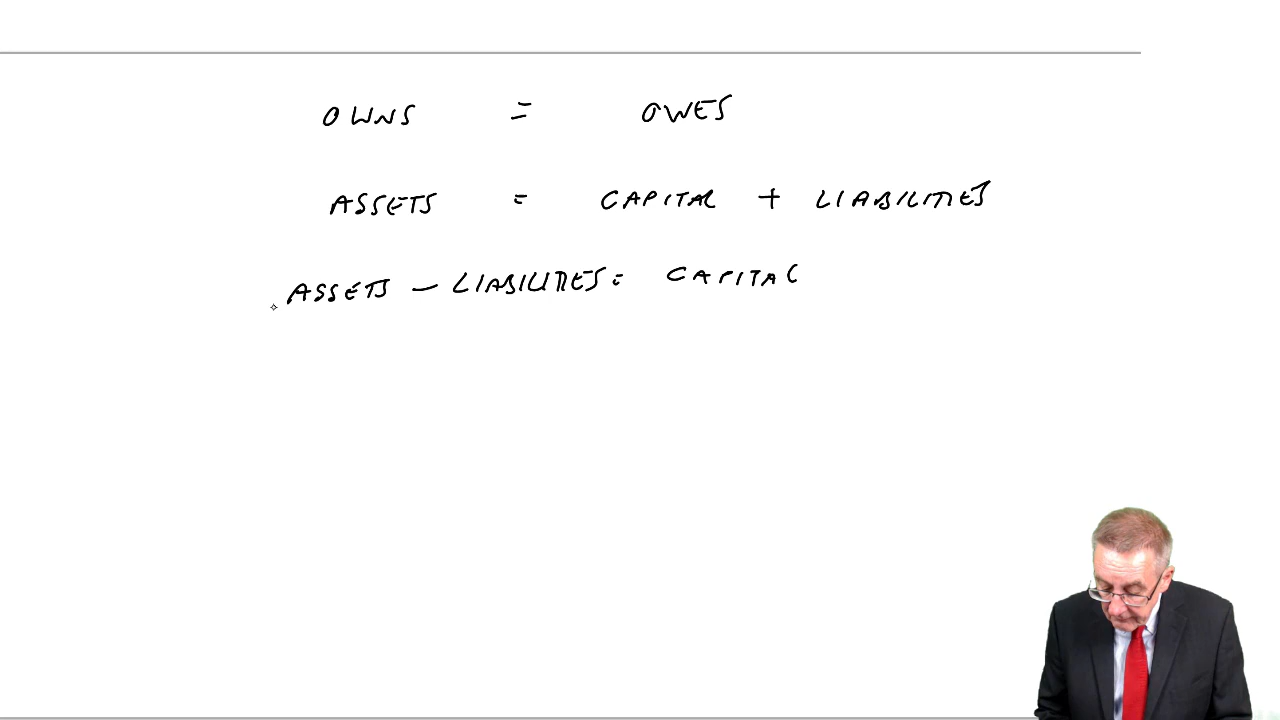 OWNS = OWES
ASSETS = CAPITAL + LIABILITIES
ASSETS - LIABILITIES = CAPITAL